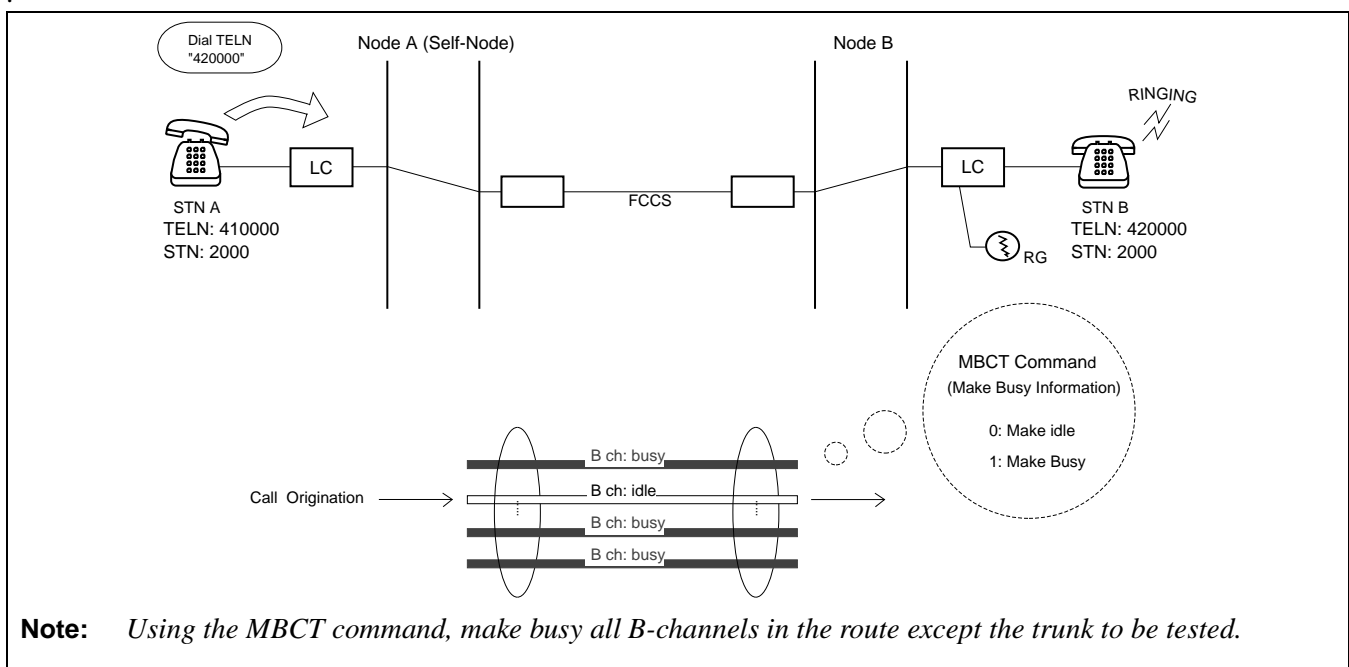 Dial TELN
"420000"
Node A (Self-Node)
Node B
RINGING
LC
LC
FCCS
STN A
TELN: 410000
STN: 2000
STN B
TELN: 420000
STN: 2000
RG
MBCT Command
(Make Busy Information)
0: Make idle
1: Make Busy
B ch: busy
Call Origination
B ch: idle
B ch: busy
B ch: busy
Note: Using the MBCT command, make busy all B-channels in the route except the trunk to be tested.